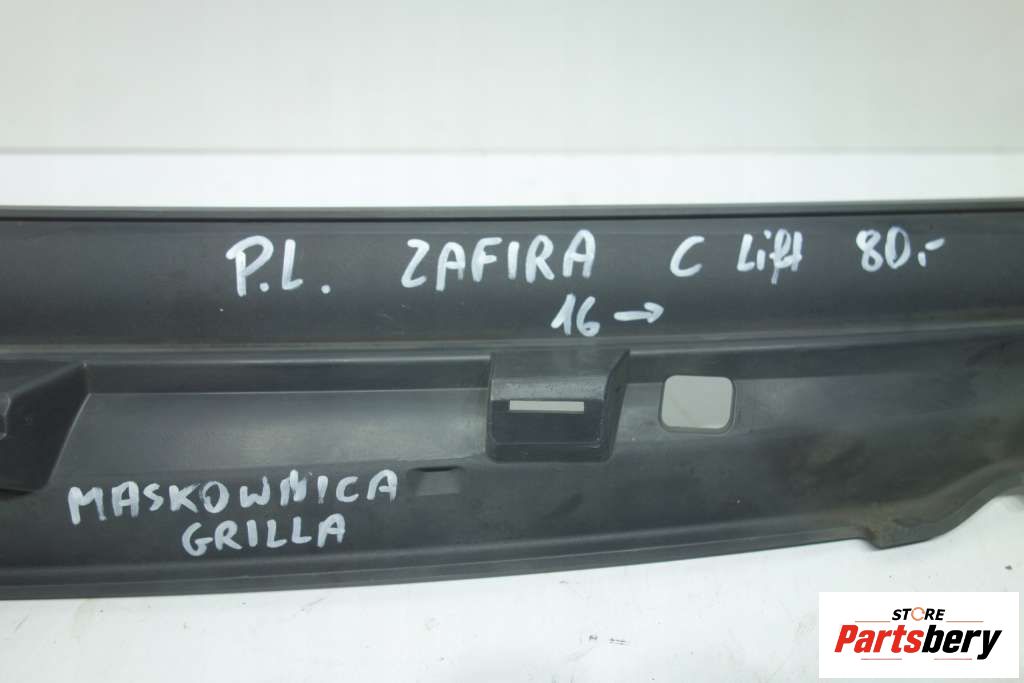 P.L. ZAFIRA C Lift 80.-
16 →
MASKOWNICA
GRILLA
STORE
Partsbery